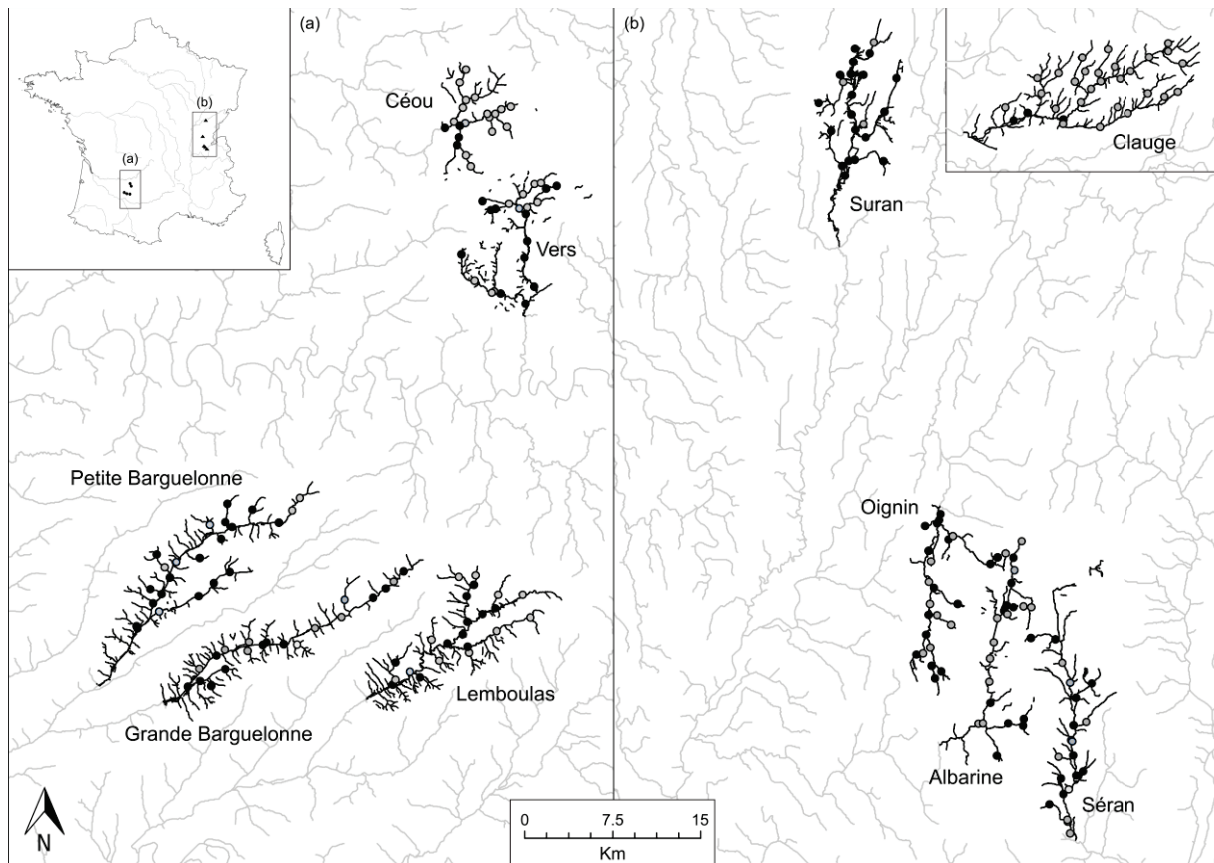 (a)
(b)
(b)
(a)
Céou
Vers
Suran
Clauge
Petite Barguelonne
Grande Barguelonne
Lemboulas
Oignin
Albarine
Séran
N
0 7.5 15
Km